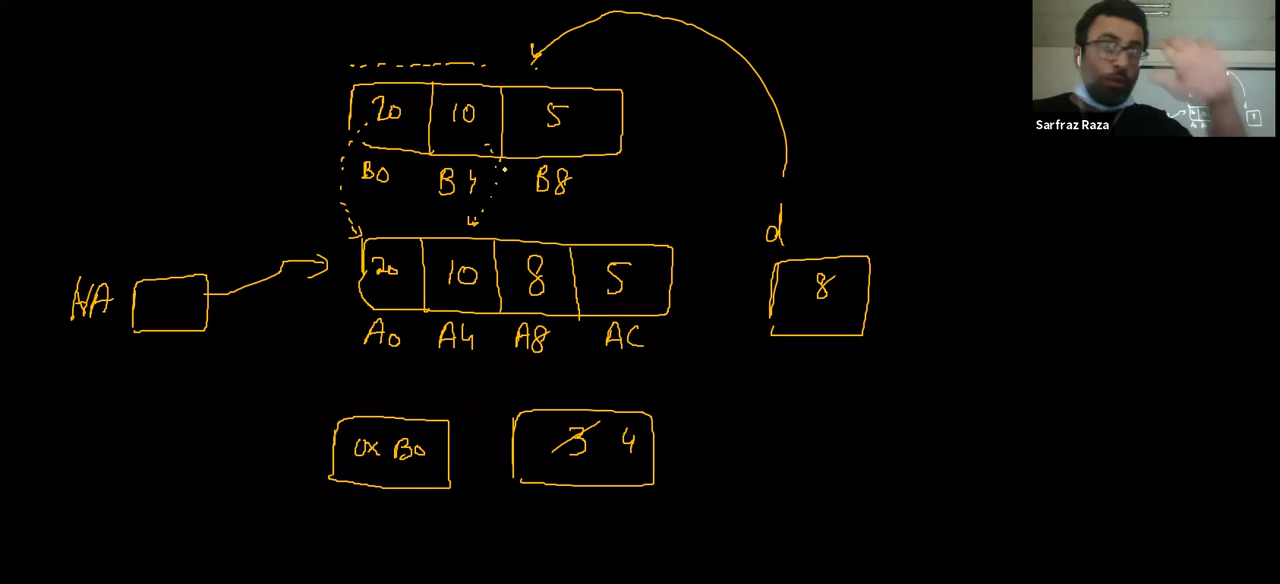 Sarfraz Raza
20 10 5
B0 B4 B8
d
NA
20 10 8 5
8
A0 A4 A8 AC
0x B0
3 4